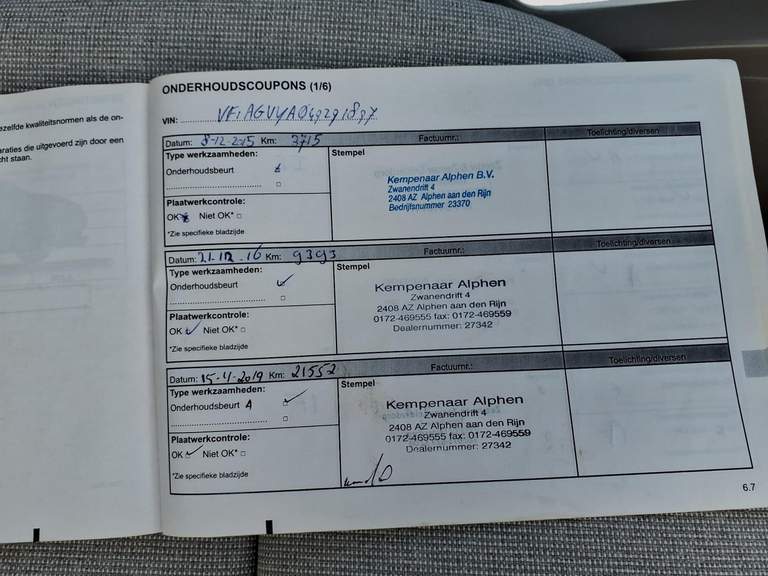 ezelfde kwaliteitsnormen als de on-
araties die uitgevoerd zijn door een
cht staan.
ONDERHOUDSCOUPONS (1/6)
VIN:
Datum: 8-12-2015 Km: 3715 Factuurnr.: Toelichting/diversen
Type werkzaamheden: Stempel
Onderhoudsbeurt
Kempenaar Alphen B.V.
Zwanendrift 4
2408 AZ Alphen aan den Rijn
Bedrijfsnummer 23370
Plaatwerkcontrole:
OK Niet OK*
*Zie specifieke bladzijde
Datum: 21-12-16 Km: 9393 Factuurnr.: Toelichting/diversen
Type werkzaamheden: Stempel
Onderhoudsbeurt
Kempenaar Alphen
Zwanendrift 4
2408 AZ Alphen aan den Rijn
0172-469555 fax: 0172-469559
Dealernummer: 27342
Plaatwerkcontrole:
OK Niet OK*
*Zie specifieke bladzijde
Datum: 15-4-2019 Km: 21552 Factuurnr.: Toelichting/diversen
Type werkzaamheden: Stempel
Onderhoudsbeurt A
Kempenaar Alphen
Zwanendrift 4
2408 AZ Alphen aan den Rijn
0172-469555 fax: 0172-469559
Dealernummer: 27342
Plaatwerkcontrole:
OK Niet OK*
*Zie specifieke bladzijde
6.7